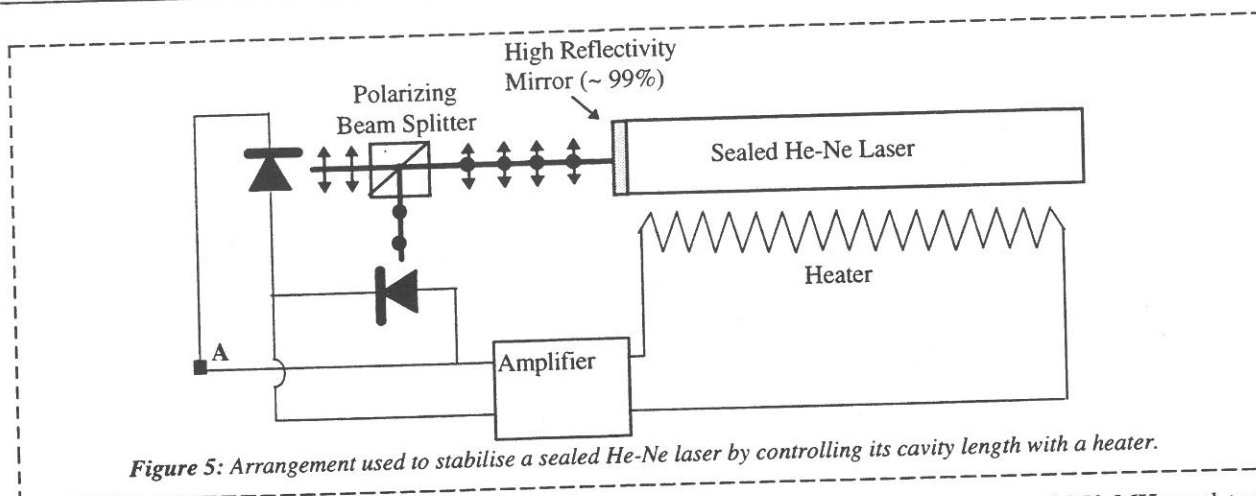 High Reflectivity
Mirror (~ 99%)
Polarizing
Beam Splitter
Sealed He-Ne Laser
Heater
A
Amplifier
Figure 5: Arrangement used to stabilise a sealed He-Ne laser by controlling its cavity length with a heater.